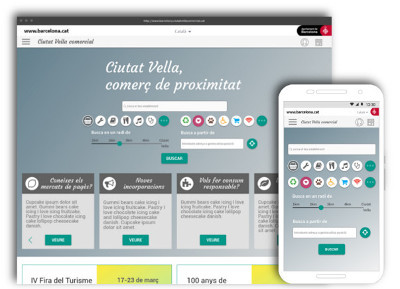 www.barcelona.cat
Català
Ajuntament de
Barcelona
Ciutat Vella comercial
Ciutat Vella,
comerç de proximitat
Busca en un radi de
Busca a partir de
BUSCAR
Coneixes els
mercats de pagès?
Cupcake ipsum dolor sit
amet. Gummi bears cake
icing I love icing fruitcake.
Pastry I love chocolate
cake lollipop cheesecake
danish.
VEURE
Noves
incorporacions
Gummi bears cake icing I
love icing fruitcake. Pastry
I love chocolate icing cake
lollipop cheesecake
danish.
VEURE
Vols fer consum
responsable?
Cupcake ipsum dolor sit
amet. Gummi bears cake
icing I love icing fruitcake.
Pastry I love chocolate
cake lollipop cheesecake
danish.
VEURE
IV Fira del Turisme
17-23 de març
100 anys de
www.barcelona.cat
Ciutat Vella comercial
Busca en un radi de
Busca a partir de
BUSCAR